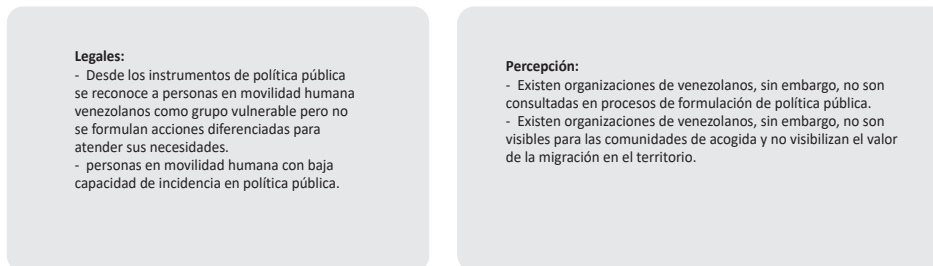 Legales:
- Desde los instrumentos de política pública
se reconoce a personas en movilidad humana
venezolanos como grupo vulnerable pero no
se formulan acciones diferenciadas para
atender sus necesidades.
- personas en movilidad humana con baja
capacidad de incidencia en política pública.
Percepción:
- Existen organizaciones de venezolanos, sin embargo, no son
consultadas en procesos de formulación de política pública.
- Existen organizaciones de venezolanos, sin embargo, no son
visibles para las comunidades de acogida y no visibilizan el valor
de la migración en el territorio.